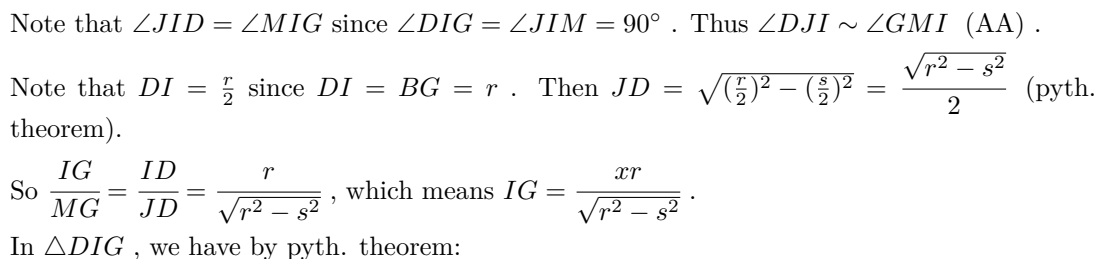 Note that ∠JID = ∠MIG since ∠DIG = ∠JIM = 90° . Thus ∠DJI ∼ ∠GMI (AA) .
Note that DI = r/2 since DI = BG = r . Then JD = √((r/2)² − (s/2)²) = √(r² − s²)/2 (pyth.
theorem).
So IG/MG = ID/JD = r/√(r² − s²) , which means IG = xr/√(r² − s²) .
In △DIG , we have by pyth. theorem: